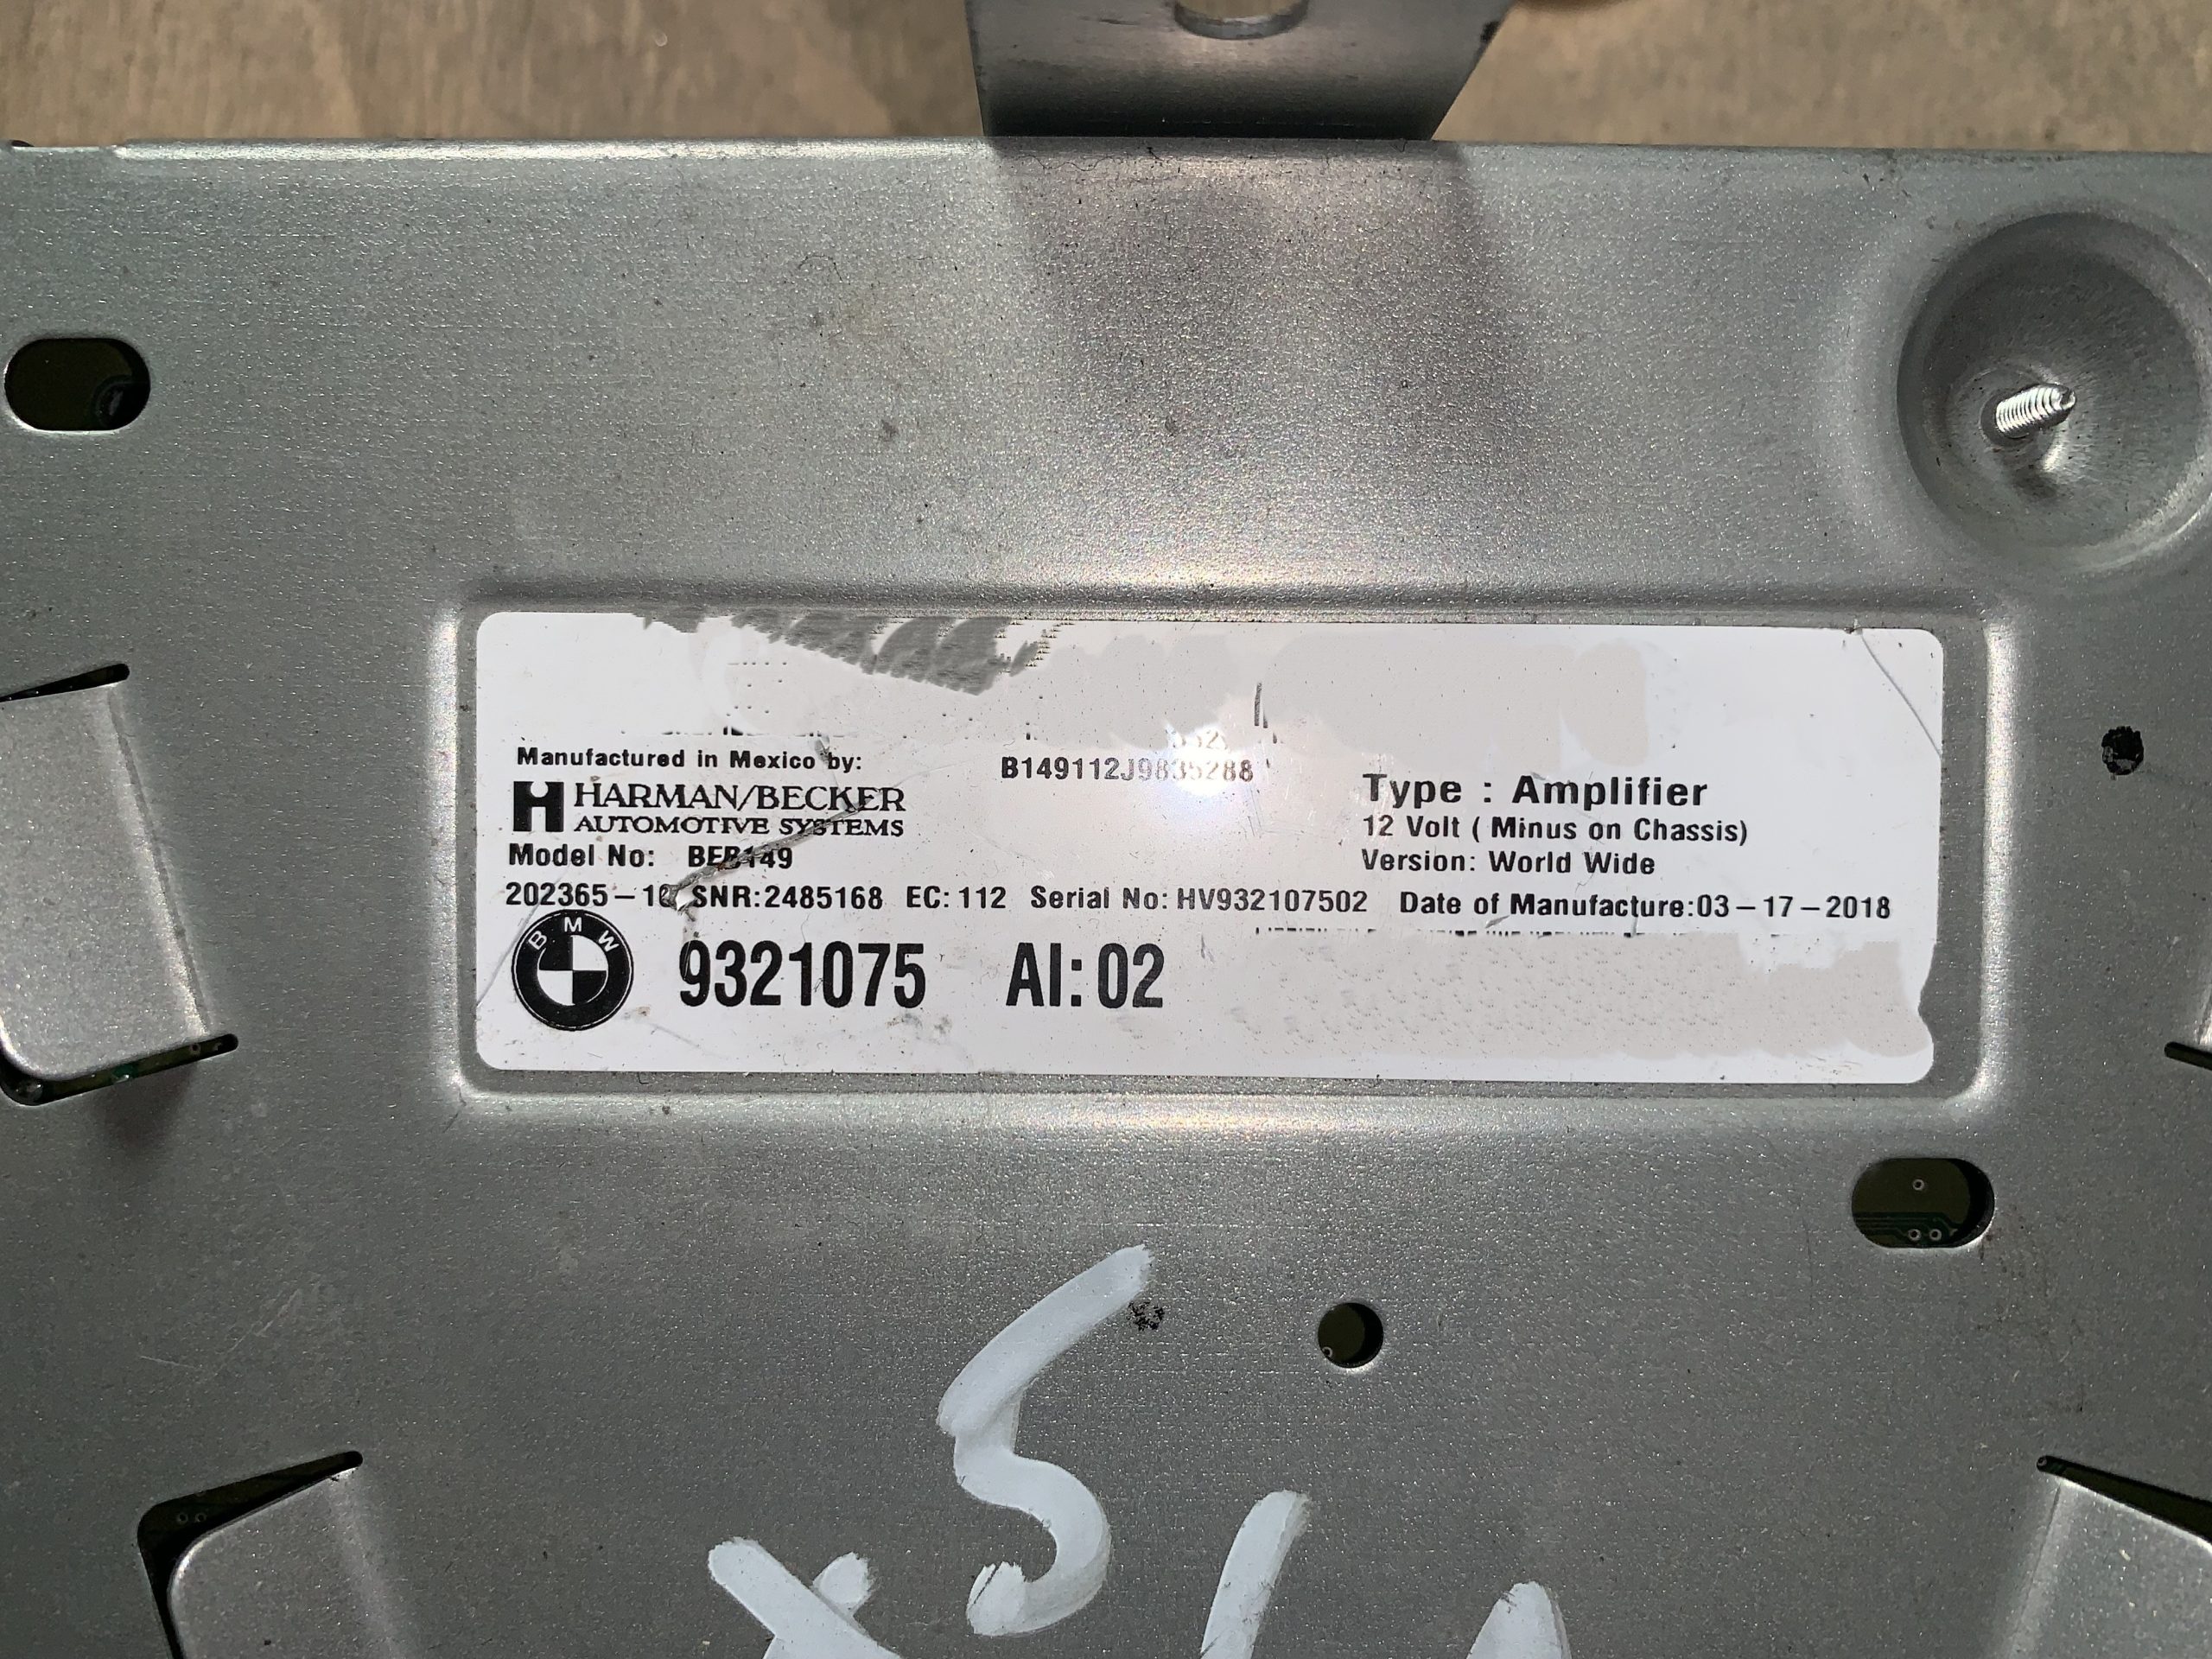 Manufactured in Mexico by:
HARMAN/BECKER
AUTOMOTIVE SYSTEMS
Model No: BEB149
B149112J9835288
Type : Amplifier
12 Volt ( Minus on Chassis)
Version: World Wide
SNR:2485168 EC: 112 Serial No: HV932107502 Date of Manufacture:03-17-2018
BMW
9321075 AI: 02
5